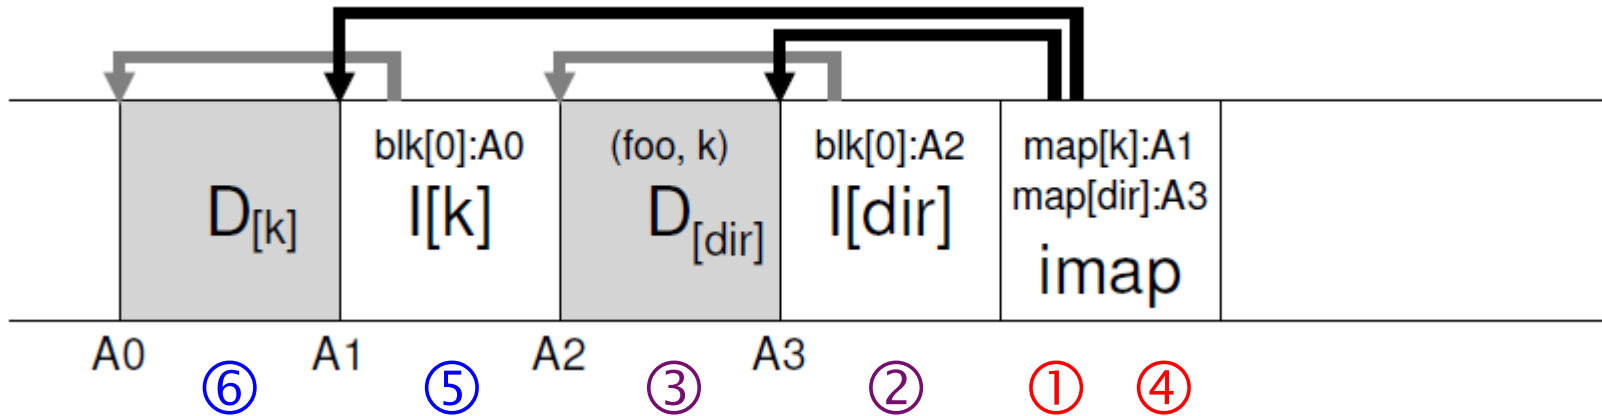 blk[0]:A0 (foo, k) blk[0]:A2 map[k]:A1
map[dir]:A3
D[k] I[k] D[dir] I[dir]
imap
A0 A1 A2 A3
⑥ ⑤ ③ ② ① ④